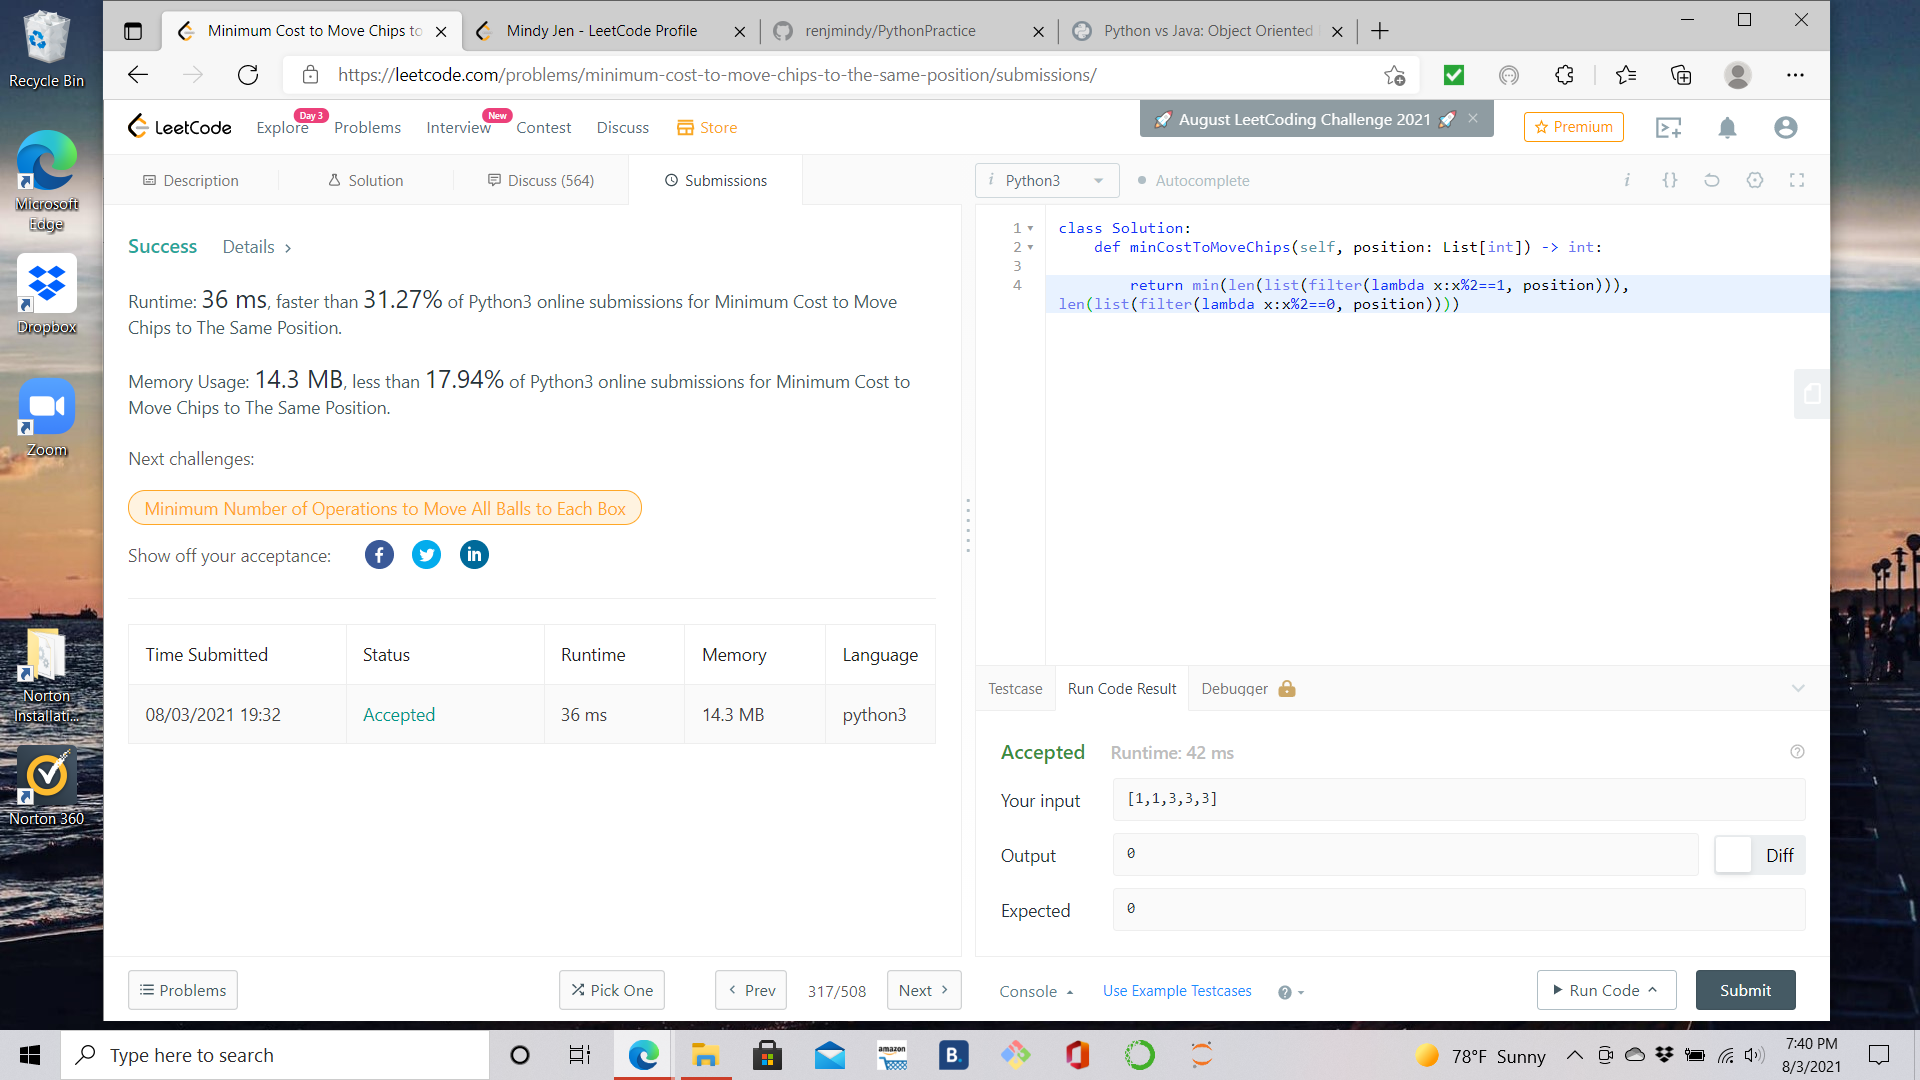 Recycle Bin
Microsoft
Edge
Dropbox
Zoom
Norton
Installati...
Norton 360
Minimum Cost to Move Chips to
Mindy Jen - LeetCode Profile
renjmindy/PythonPractice
Python vs Java: Object Oriented
https://leetcode.com/problems/minimum-cost-to-move-chips-to-the-same-position/submissions/
LeetCode
Explore
Day 3
Problems
Interview
New
Contest
Discuss
Store
🚀 August LeetCoding Challenge 2021 🚀
Premium
Description
Solution
Discuss (564)
Submissions
i Python3
Autocomplete
i {}
Success Details >
Runtime: 36 ms, faster than 31.27% of Python3 online submissions for Minimum Cost to Move
Chips to The Same Position.
Memory Usage: 14.3 MB, less than 17.94% of Python3 online submissions for Minimum Cost to
Move Chips to The Same Position.
Next challenges:
Minimum Number of Operations to Move All Balls to Each Box
Show off your acceptance:
Time Submitted Status Runtime Memory Language
08/03/2021 19:32 Accepted 36 ms 14.3 MB python3
1 class Solution:
2 def minCostToMoveChips(self, position: List[int]) -> int:
3
4 return min(len(list(filter(lambda x:x%2==1, position))),
len(list(filter(lambda x:x%2==0, position))))
Testcase
Run Code Result
Debugger
Accepted Runtime: 42 ms
Your input [1,1,3,3,3]
Output 0
Diff
Expected 0
Problems
Pick One
Prev
317/508
Next
Console
Use Example Testcases
Run Code
Submit
Type here to search
amazon
B.
78°F Sunny
7:40 PM
8/3/2021